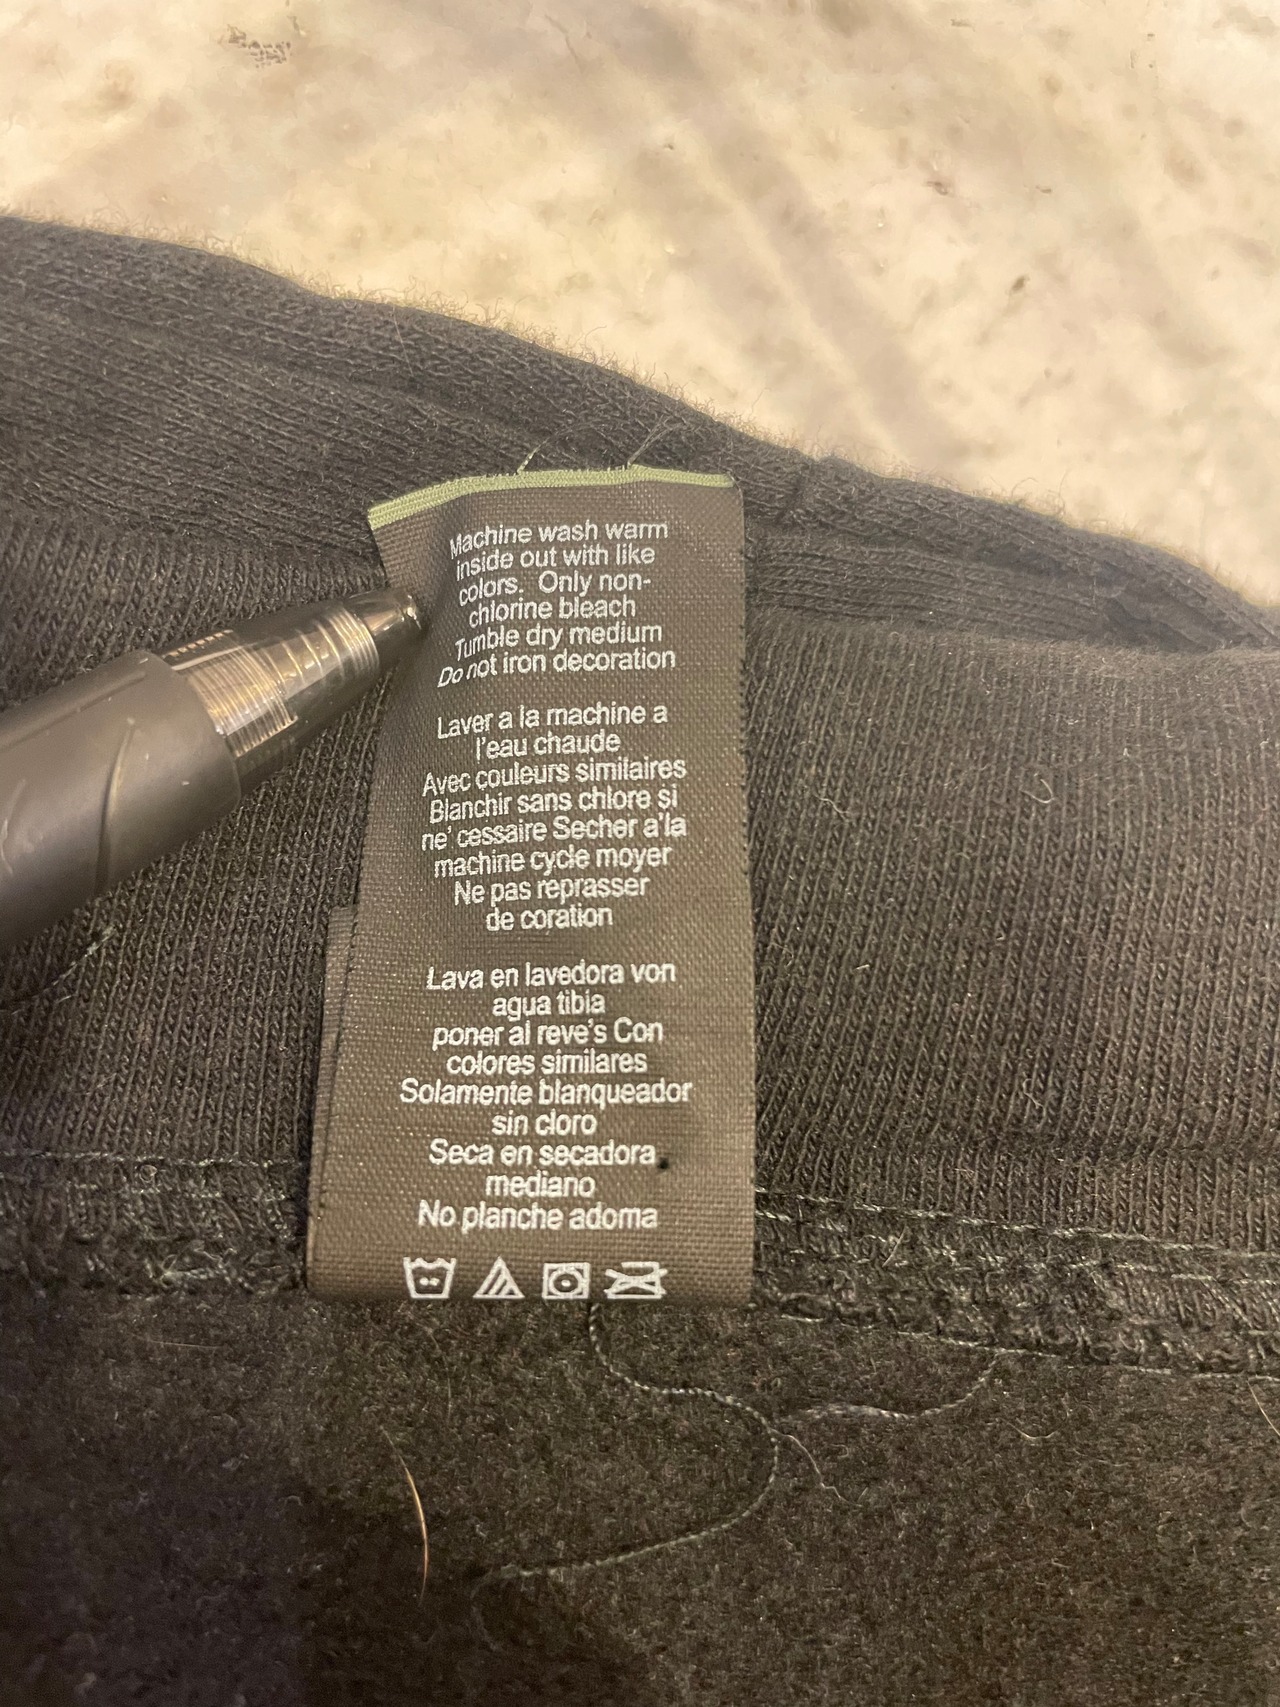 Machine wash warm
inside out with like
colors. Only non-
chlorine bleach
Tumble dry medium
Do not iron decoration
Laver a la machine a
l'eau chaude
Avec couleurs similaires
Blanchir sans chlore si
ne' cessaire Secher a'la
machine cycle moyer
Ne pas reprasser
de coration
Lava en lavedora von
agua tibia
poner al reve's Con
colores similares
Solamente blanqueador
sin cloro
Seca en secadora
mediano
No planche adorna